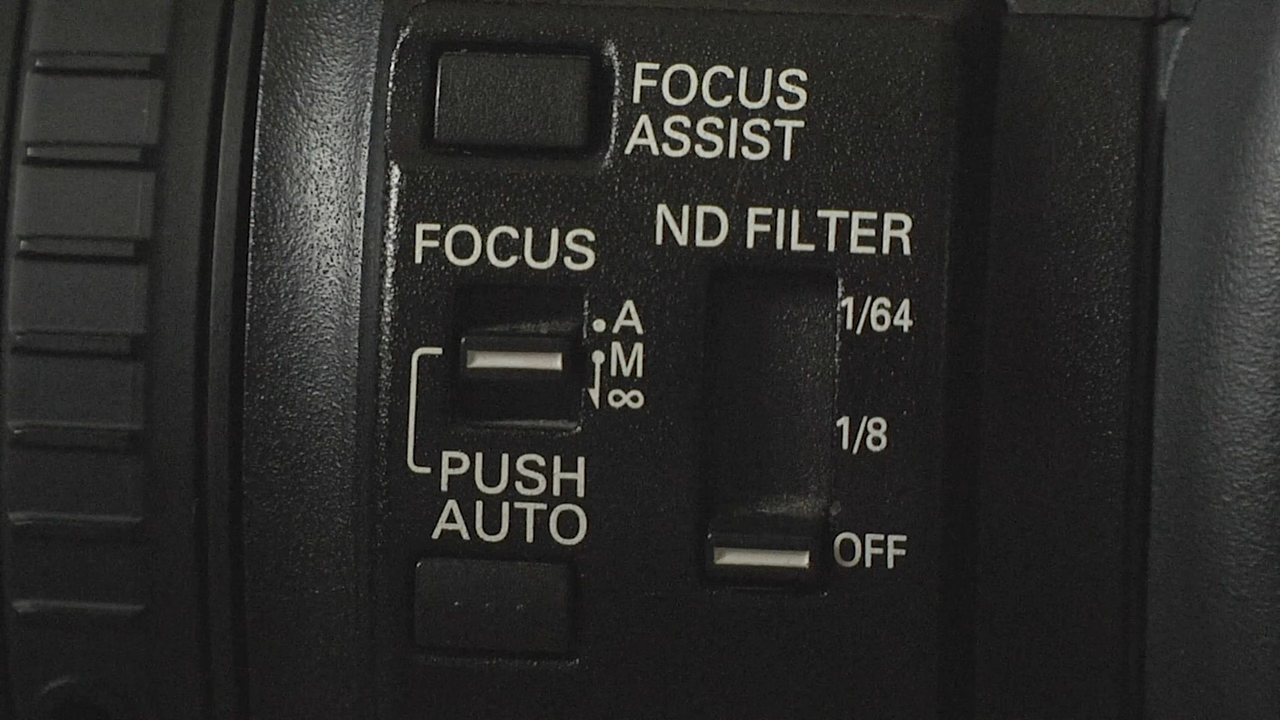 FOCUS
ASSIST
FOCUS
ND FILTER
A
M
∞
1/64
1/8
OFF
PUSH
AUTO